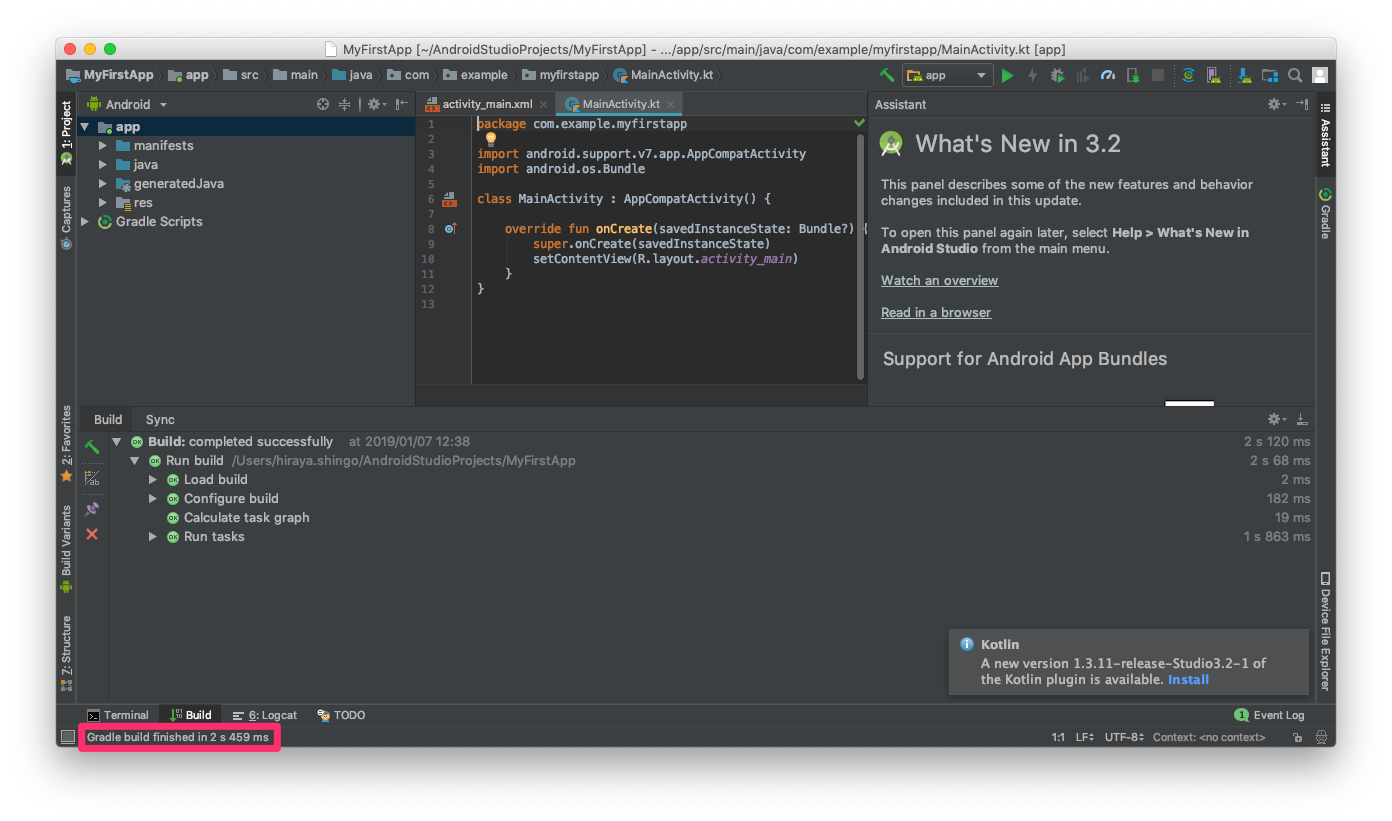 MyFirstApp [~/AndroidStudioProjects/MyFirstApp] - .../app/src/main/java/com/example/myfirstapp/MainActivity.kt [app]
MyFirstApp app src main java com example myfirstapp MainActivity.kt app
1: Project
Captures
2: Favorites
Build Variants
Z: Structure
Android
app
manifests
java
generatedJava
res
Gradle Scripts
activity_main.xml MainActivity.kt
1 package com.example.myfirstapp
2
3 import android.support.v7.app.AppCompatActivity
4 import android.os.Bundle
5
6 class MainActivity : AppCompatActivity() {
7
8 override fun onCreate(savedInstanceState: Bundle?) {
9 super.onCreate(savedInstanceState)
10 setContentView(R.layout.activity_main)
11 }
12 }
13
Assistant
What's New in 3.2
This panel describes some of the new features and behavior
changes included in this update.
To open this panel again later, select Help > What's New in
Android Studio from the main menu.
Watch an overview
Read in a browser
Support for Android App Bundles
Assistant
Gradle
Device File Explorer
Build Sync
OK Build: completed successfully at 2019/01/07 12:38 2 s 120 ms
OK Run build /Users/hiraya.shingo/AndroidStudioProjects/MyFirstApp 2 s 68 ms
OK Load build 2 ms
OK Configure build 182 ms
OK Calculate task graph 19 ms
OK Run tasks 1 s 863 ms
Kotlin
A new version 1.3.11-release-Studio3.2-1 of
the Kotlin plugin is available. Install
Terminal Build 6: Logcat TODO 1 Event Log
Gradle build finished in 2 s 459 ms 1:1 LF UTF-8 Context: <no context>